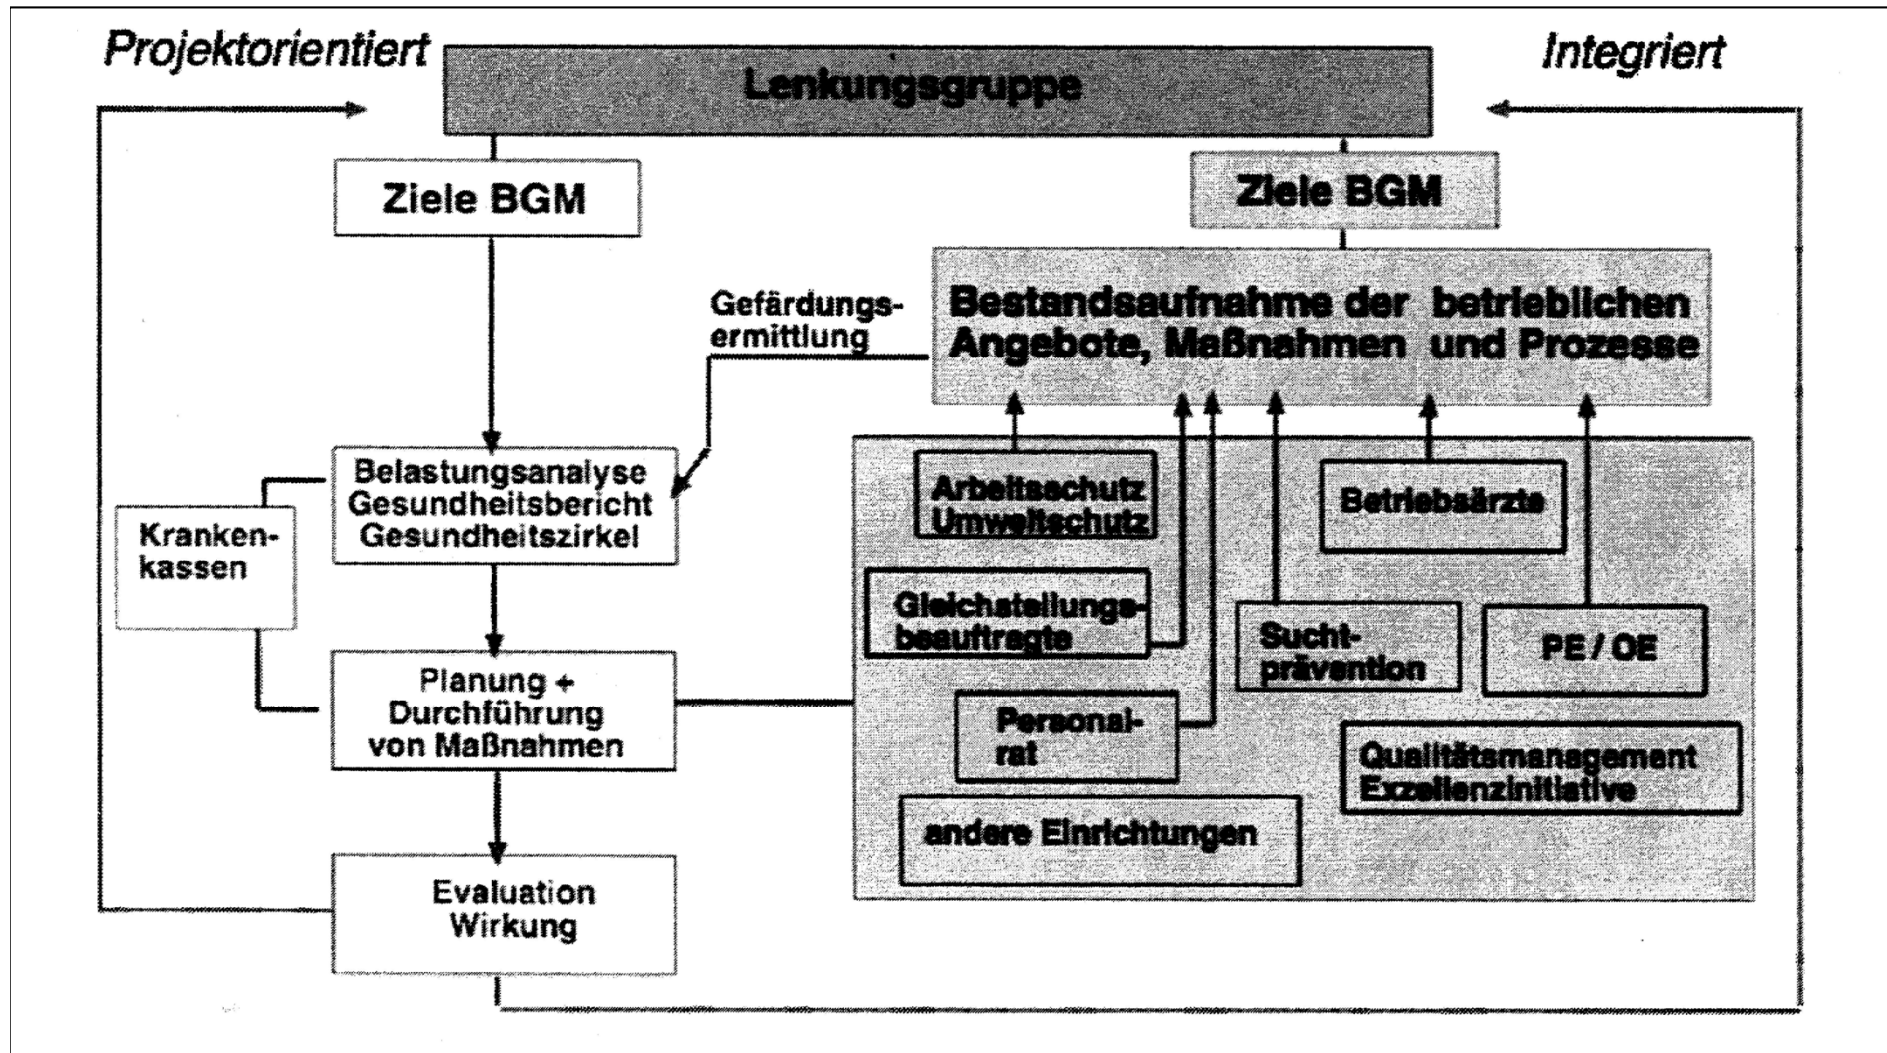 Projektorientiert
Lenkungsgruppe
Integriert
Ziele BGM
Ziele BGM
Gefärdungs-
ermittlung
Bestandsaufnahme der betrieblichen
Angebote, Maßnahmen und Prozesse
Belastungsanalyse
Gesundheitsbericht
Gesundheitszirkel
Kranken-
kassen
Arbeitsschutz
Umweltschutz
Betriebsärzte
Gleichstellungs-
beauftragte
Sucht-
prävention
PE / OE
Planung +
Durchführung
von Maßnahmen
Personal-
rat
Qualitätsmanagement
Exzellenzinitiative
andere Einrichtungen
Evaluation
Wirkung